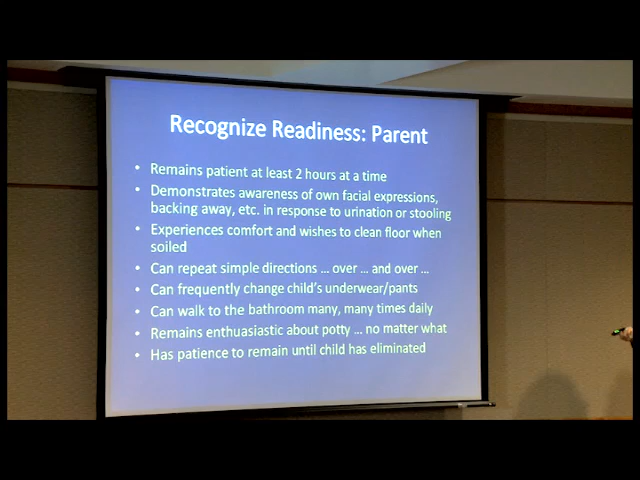 Recognize Readiness: Parent
• Remains patient at least 2 hours at a time
• Demonstrates awareness of own facial expressions,
backing away, etc. in response to urination or stooling
• Experiences comfort and wishes to clean floor when
soiled
• Can repeat simple directions … over … and over …
• Can frequently change child's underwear/pants
• Can walk to the bathroom many, many times daily
• Remains enthusiastic about potty … no matter what
• Has patience to remain until child has eliminated